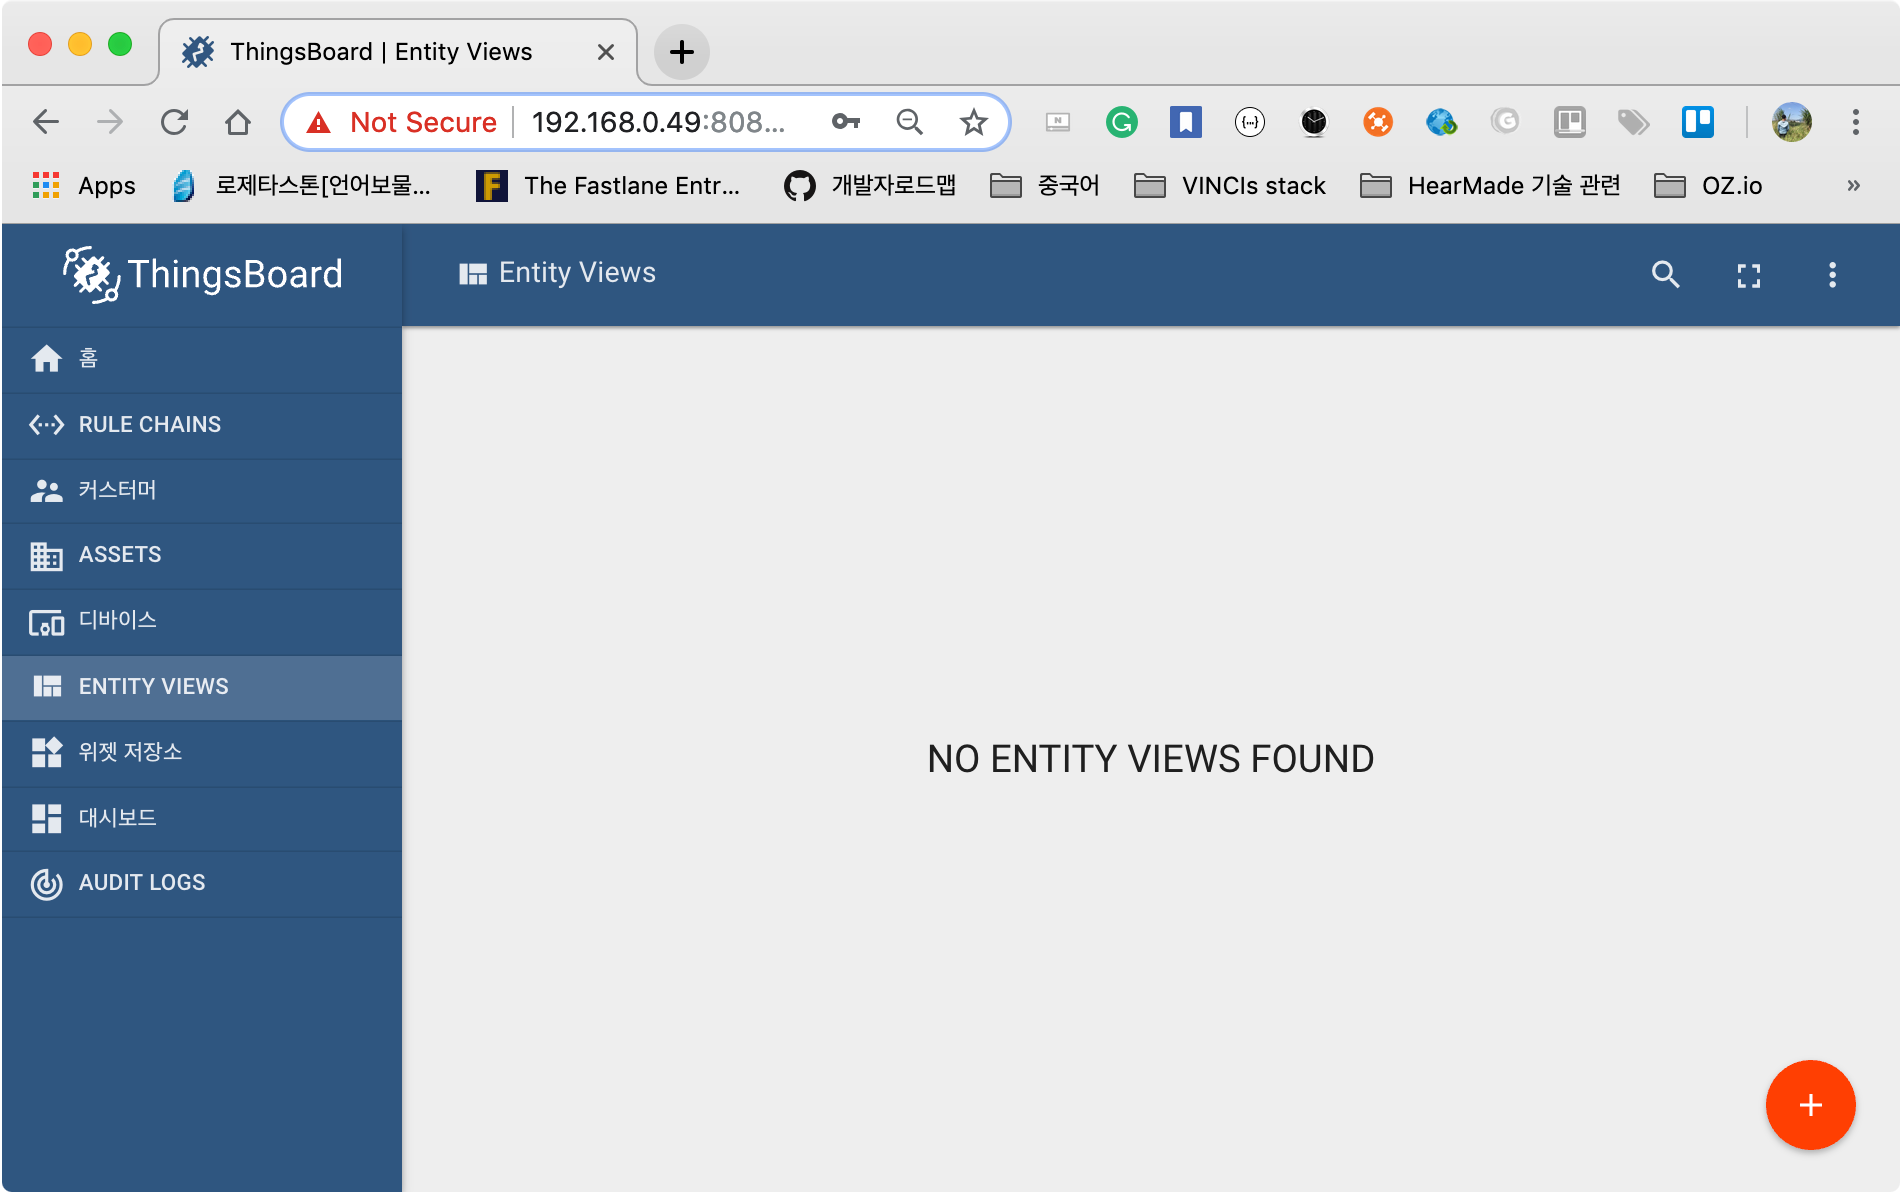 ThingsBoard | Entity Views
Not Secure 192.168.0.49:808...
Apps 로제타스톤[언어보물... The Fastlane Entr... 개발자로드맵 중국어 VINCIs stack HearMade 기술 관련 OZ.io »
ThingsBoard
Entity Views
홈
RULE CHAINS
커스터머
ASSETS
디바이스
ENTITY VIEWS
위젯 저장소
대시보드
AUDIT LOGS
NO ENTITY VIEWS FOUND